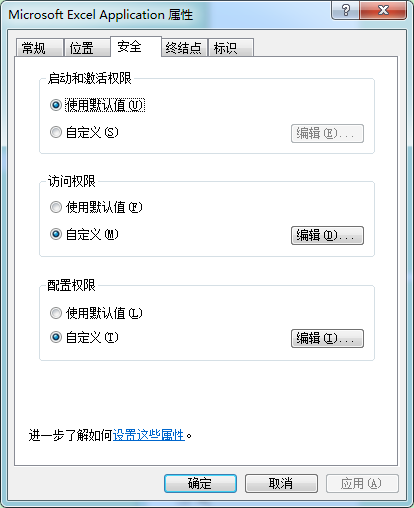 Microsoft Excel Application 属性
常规 位置 安全 终结点 标识
启动和激活权限
使用默认值(U)
自定义(S) 编辑(E)...
访问权限
使用默认值(F)
自定义(M) 编辑(D)...
配置权限
使用默认值(L)
自定义(T) 编辑(I)...
进一步了解如何设置这些属性。
确定 取消 应用(A)